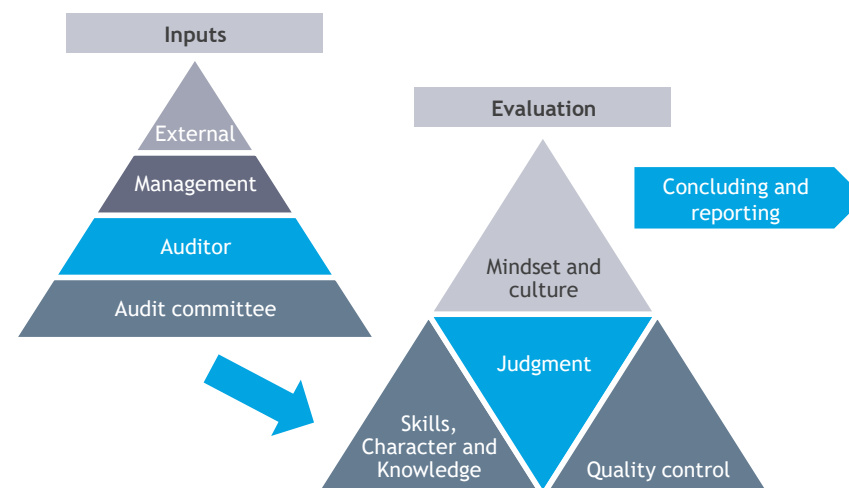 Inputs
External
Management
Auditor
Audit committee
Evaluation
Mindset and
culture
Judgment
Skills,
Character and
Knowledge
Quality control
Concluding and
reporting